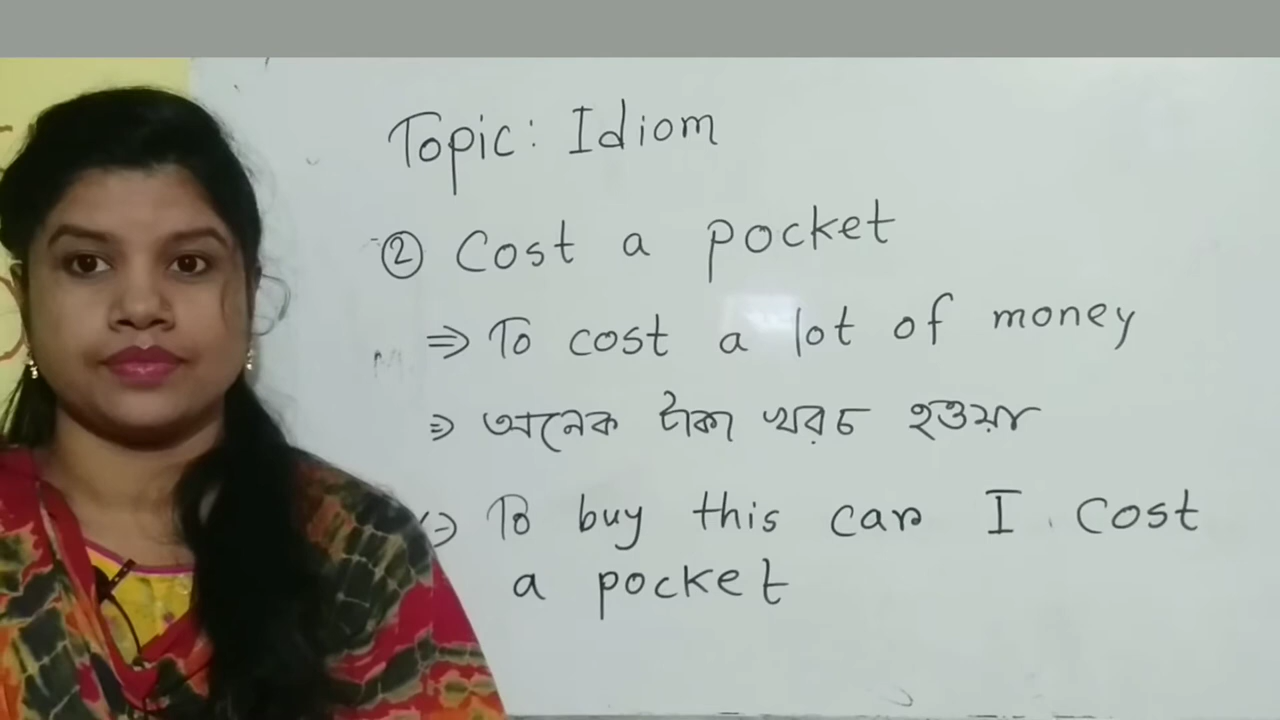 Topic: Idiom
② Cost a pocket
⇒ To cost a lot of money
⇒ অনেক টাকা খরচ হওয়া
⇒ To buy this car I cost
a pocket